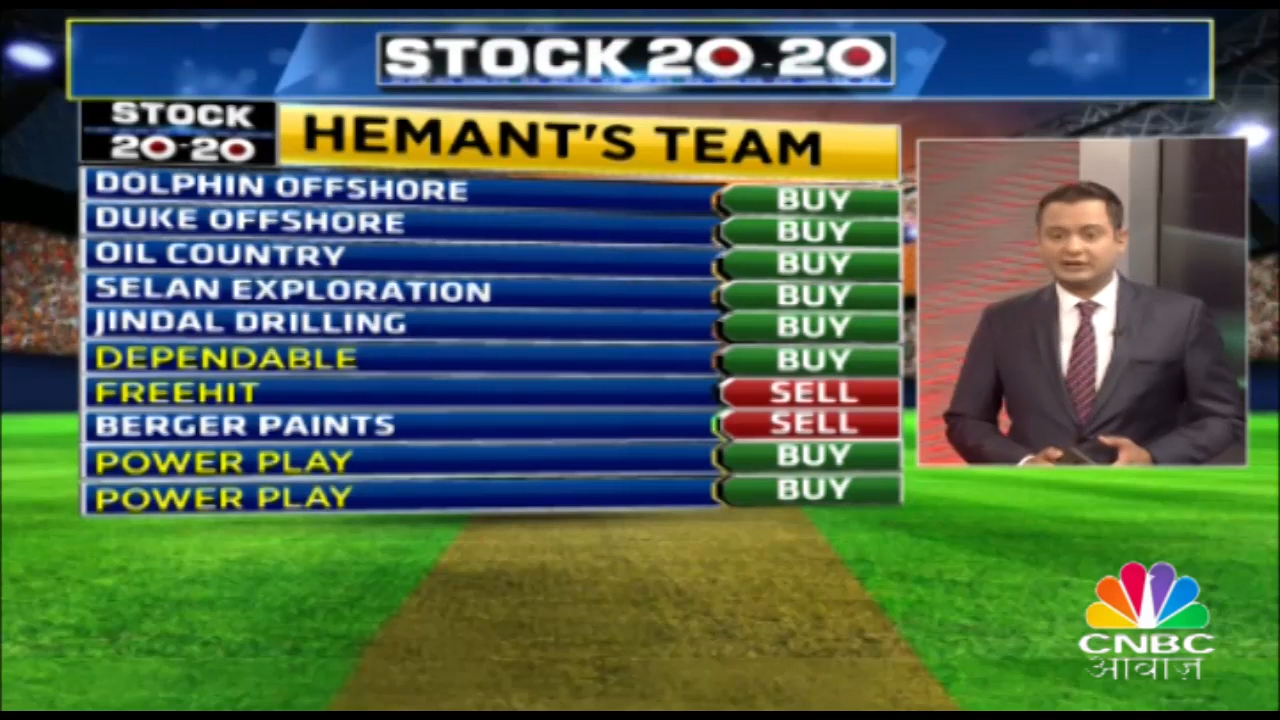 STOCK 20-20
STOCK
20-20
HEMANT'S TEAM
DOLPHIN OFFSHORE BUY
DUKE OFFSHORE BUY
OIL COUNTRY BUY
SELAN EXPLORATION BUY
JINDAL DRILLING BUY
DEPENDABLE BUY
FREEHIT SELL
BERGER PAINTS SELL
POWER PLAY BUY
POWER PLAY BUY
CNBC
आवाज़